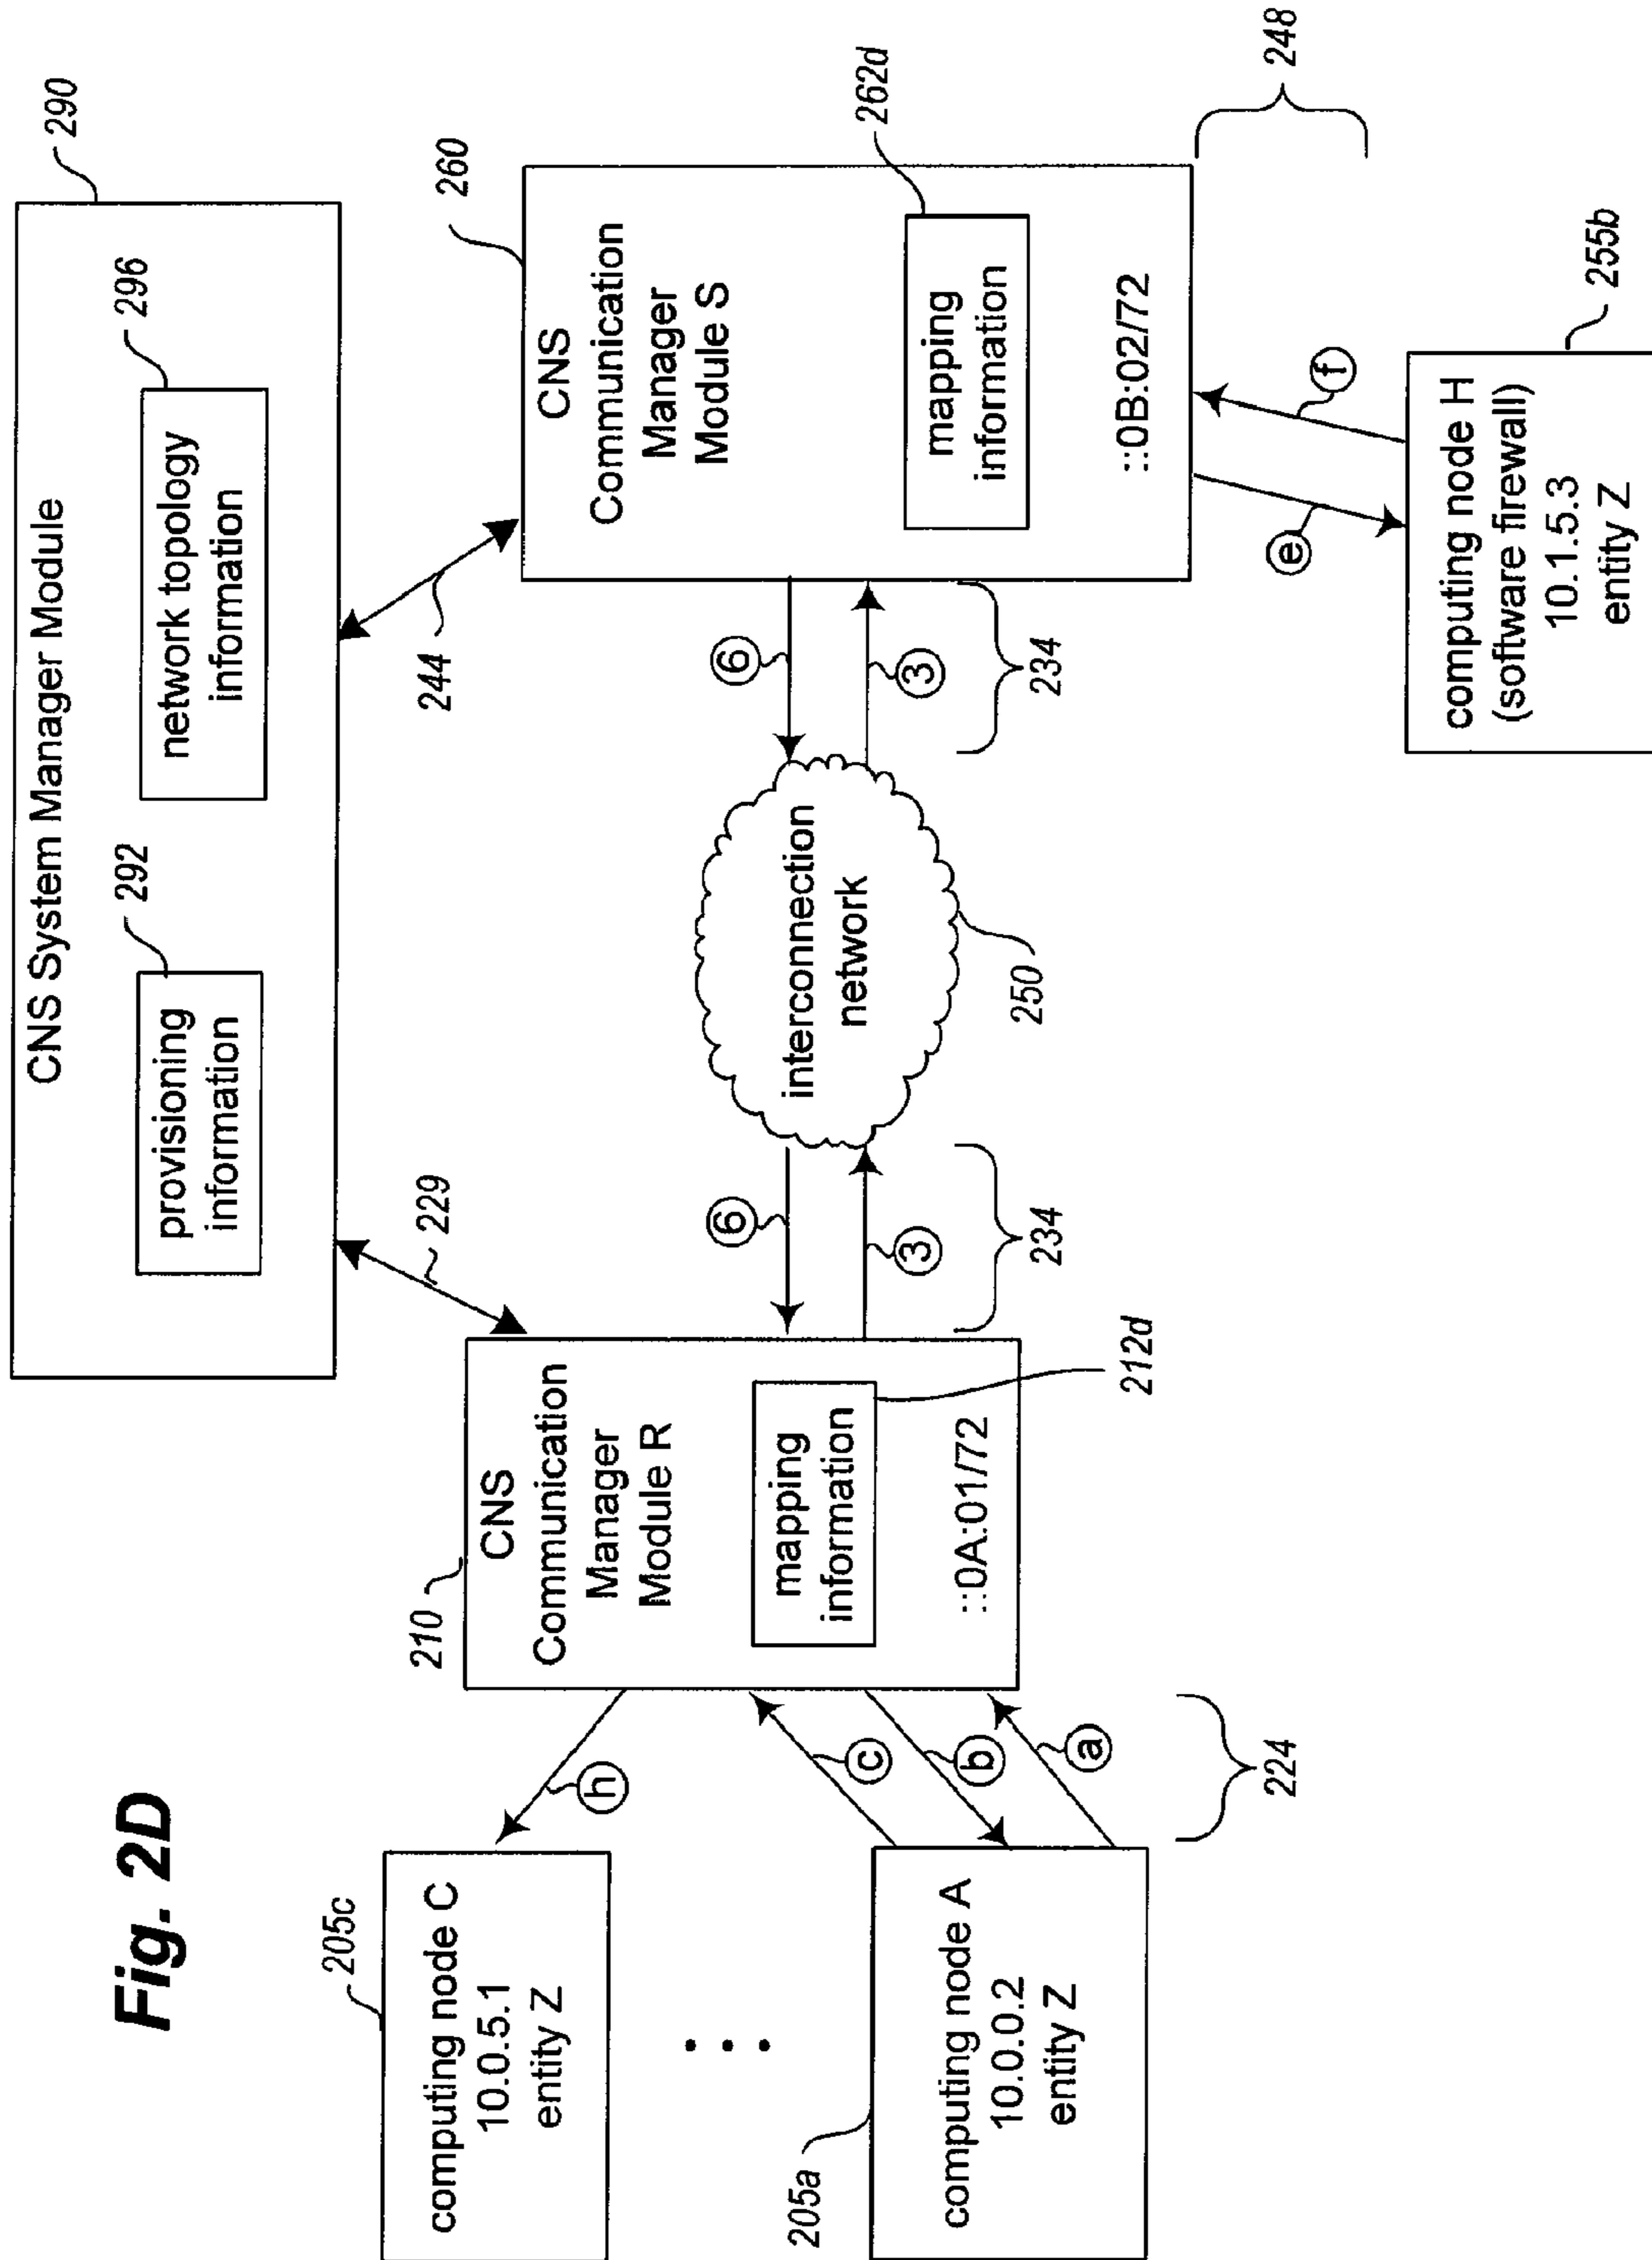 Fig. 2D
CNS System Manager Module
290
provisioning
information
292
network topology
information
296
229
244
210
CNS
Communication
Manager
Module R
mapping
information
212d
::0A:01/72
260
CNS
Communication
Manager
Module S
mapping
information
262d
::0B:02/72
6
3
234
interconnection
network
250
6
3
234
205c
computing node C
10.0.5.1
entity Z
h
205a
computing node A
10.0.0.2
entity Z
c
b
a
224
e
f
248
computing node H
(software firewall)
10.1.5.3
entity Z
255b